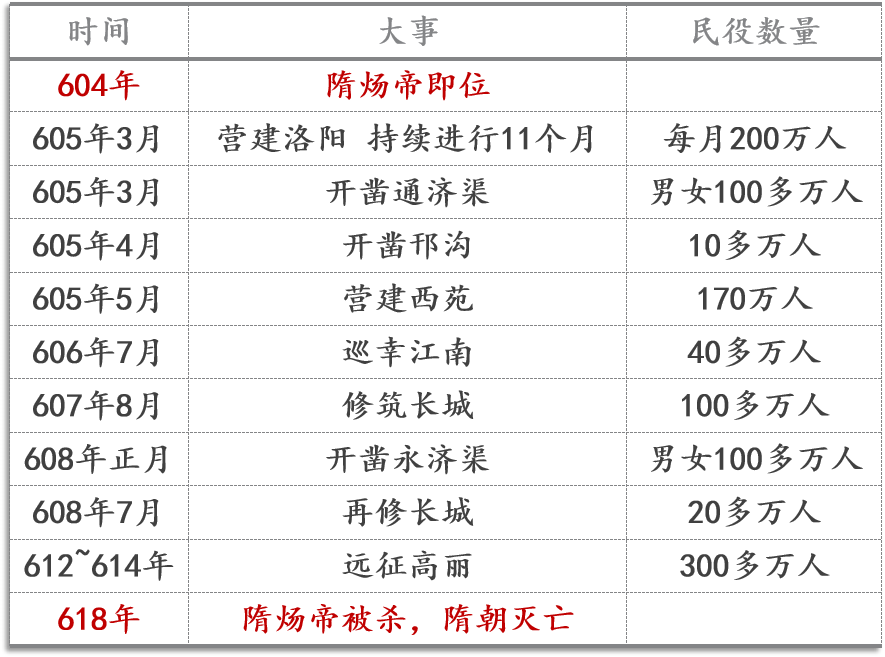 时间 大事 民役数量
604年 隋炀帝即位
605年3月 营建洛阳 持续进行11个月 每月200万人
605年3月 开凿通济渠 男女100多万人
605年4月 开凿邗沟 10多万人
605年5月 营建西苑 170万人
606年7月 巡幸江南 40多万人
607年8月 修筑长城 100多万人
608年正月 开凿永济渠 男女100多万人
608年7月 再修长城 20多万人
612~614年 远征高丽 300多万人
618年 隋炀帝被杀，隋朝灭亡